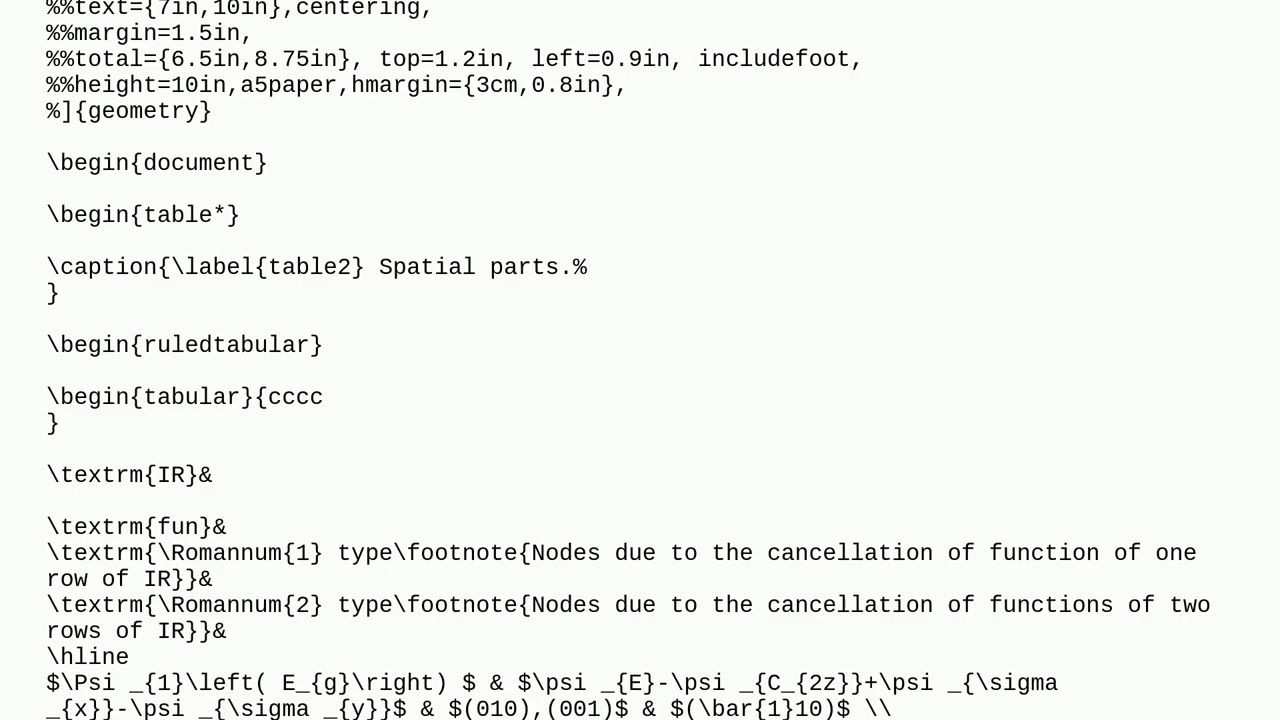 %%text={7in,10in},centering,
%%margin=1.5in,
%%total={6.5in,8.75in}, top=1.2in, left=0.9in, includefoot,
%%height=10in,a5paper,hmargin={3cm,0.8in},
%]{geometry}
\begin{document}
\begin{table*}
\caption{\label{table2} Spatial parts.%
}
\begin{ruledtabular}
\begin{tabular}{cccc
}
\textrm{IR}&
\textrm{fun}&
\textrm{\Romannum{1} type\footnote{Nodes due to the cancellation of function of one
row of IR}}&
\textrm{\Romannum{2} type\footnote{Nodes due to the cancellation of functions of two
rows of IR}}&
\hline
$\Psi _{1}\left( E_{g}\right) $ & $\psi _{E}-\psi _{C_{2z}}+\psi _{\sigma
_{x}}-\psi _{\sigma _{y}}$ & $(010),(001)$ & $(\bar{1}10)$ \\